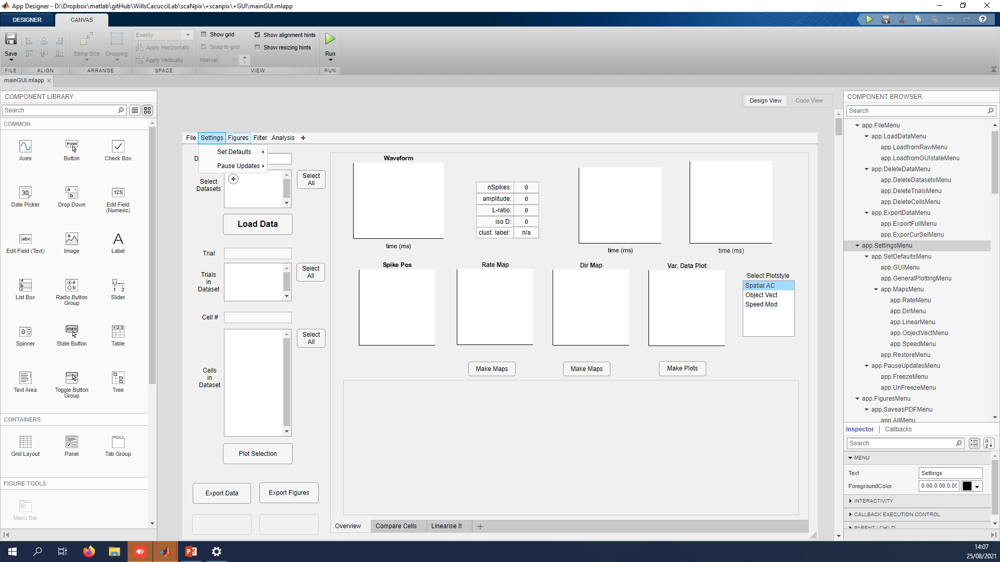 App Designer - D:\Dropbox\matlab\gitHub\WillsCacucciLab\scaNpix\+scanpix\+GUI\mainGUI.mlapp
DESIGNER
CANVAS
Save
FILE
ALIGN
Same Size
Grouping
ARRANGE
Evenly
Apply Horizontally
Apply Vertically
SPACE
Show grid
Snap to grid
Interval: 10
Show alignment hints
Show resizing hints
VIEW
Run
RUN
mainGUI.mlapp
COMPONENT LIBRARY
Search
COMMON
Axes
PUSH
Button
Check Box
30
Date Picker
a
b
Drop Down
123
Edit Field
(Numeric)
abc
Edit Field (Text)
Image
A
Label
a
b
c
List Box
a
b
Radio Button
Group
1 2
Slider
0
Spinner
STATE
State Button
1 2 3
Table
Text Area
Toggle Button
Group
Tree
CONTAINERS
Grid Layout
Panel
Tab Group
FIGURE TOOLS
Menu Bar
Design View
Code View
File Settings Figures Filter Analysis +
Set Defaults
Pause Updates
D
Select
Datasets
Select
All
Load Data
Trial
Trials
in
Dataset
Select
All
Cell #
Select
All
Cells
in
Dataset
Plot Selection
Export Data
Export Figures
Waveform
time (ms)
nSpikes: 0
amplitude: 0
L-ratio: 0
iso D: 0
clust. label: n/a
time (ms)
time (ms)
Spike Pos
Rate Map
Dir Map
Var. Data Plot
Select Plotstyle
Spatial AC
Object Vect
Speed Mod.
Make Maps
Make Maps
Make Plots
Overview
Compare Cells
Linearise It
+
COMPONENT BROWSER
Search
app.FileMenu
app.LoadDataMenu
app.LoadfromRawMenu
app.LoadfromGUIstateMenu
app.DeleteDataMenu
app.DeleteDatasetsMenu
app.DeleteTrialsMenu
app.DeleteCellsMenu
app.ExportDataMenu
app.ExportFullMenu
app.ExporCurSelMenu
app.SettingsMenu
app.SetDefaultsMenu
app.GUIMenu
app.GeneralPlottingMenu
app.MapsMenu
app.RateMenu
app.DirMenu
app.LinearMenu
app.ObjectVectMenu
app.SpeedMenu
app.RestoreMenu
app.PauseUpdatesMenu
app.FreezeMenu
app.UnFreezeMenu
app.FiguresMenu
app.SaveasPDFMenu
app.AllMenu
Inspector | Callbacks
Search
a
z
MENU
Text Settings
ForegroundColor 0.00,0.00,0.00
INTERACTIVITY
CALLBACK EXECUTION CONTROL
PARENT / CHILD
14:07
25/08/2021